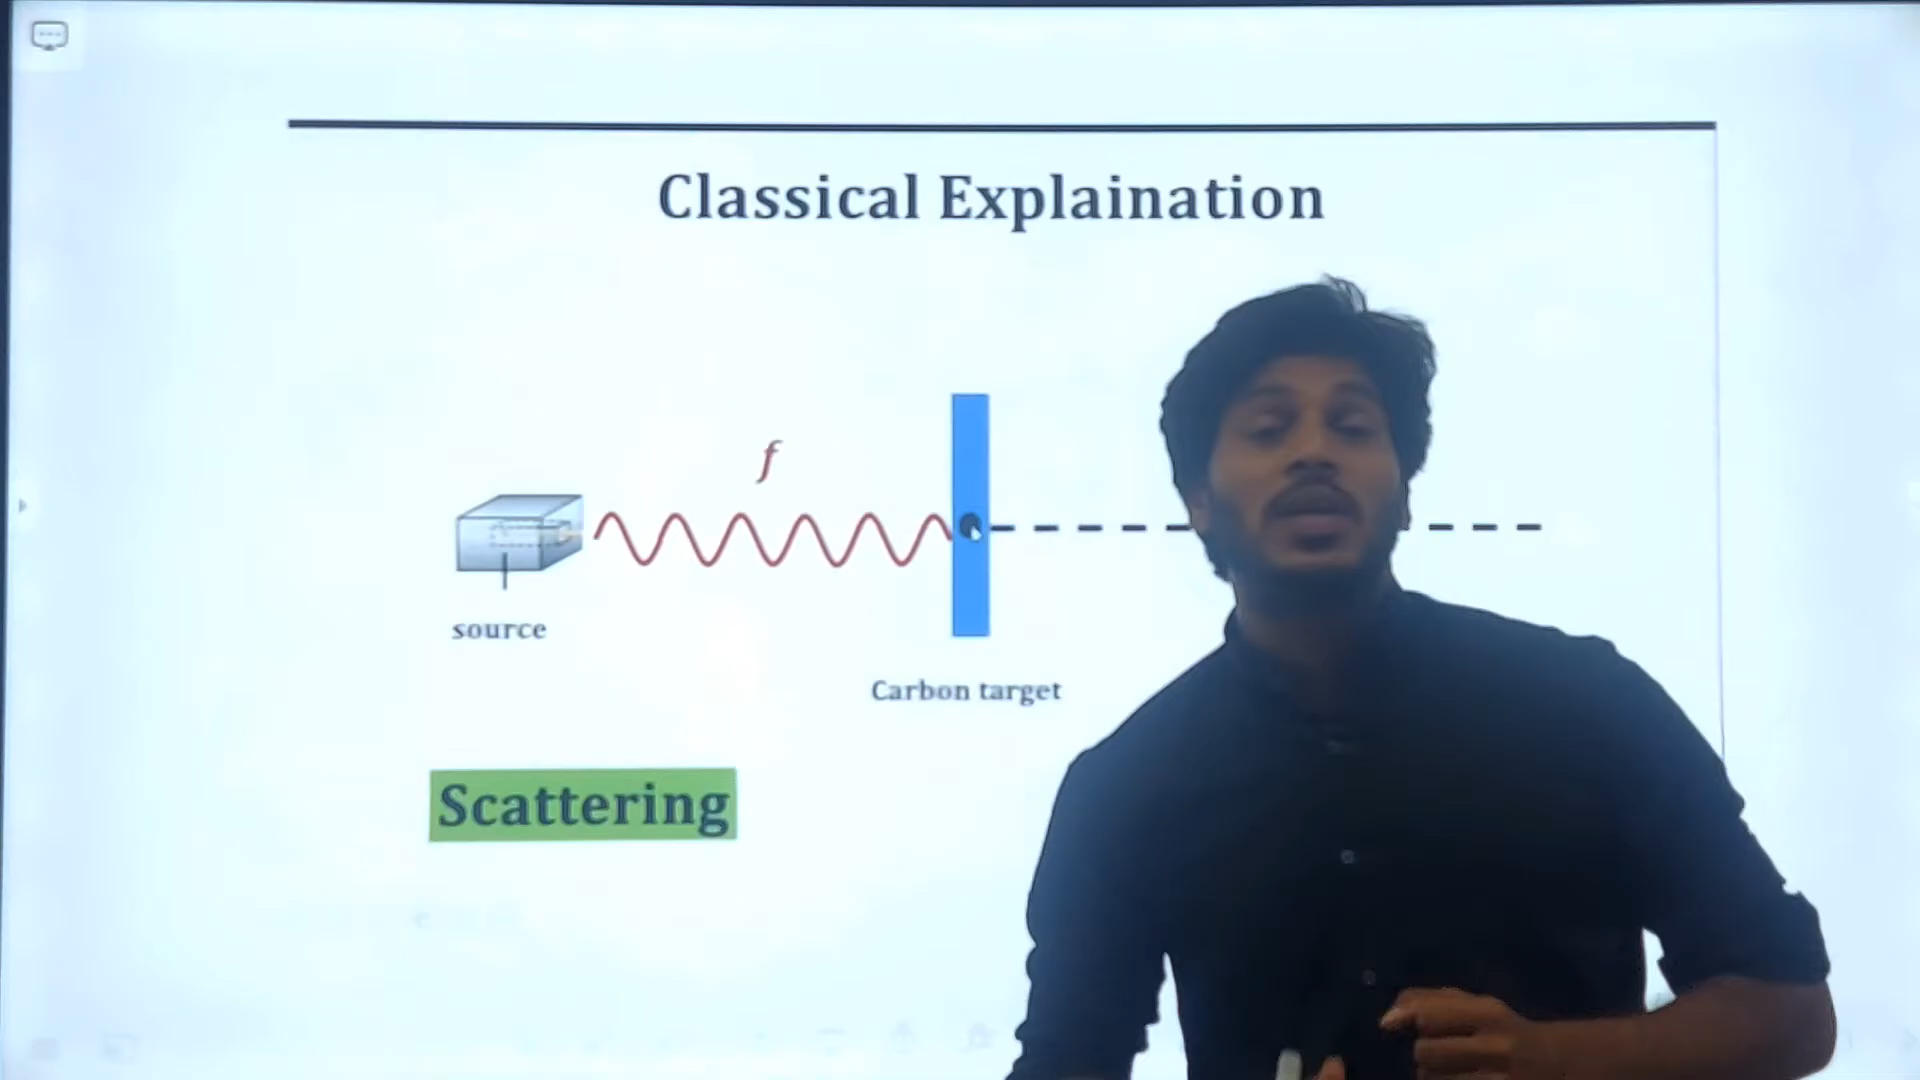 Classical Explaination
f
source
Carbon target
Scattering